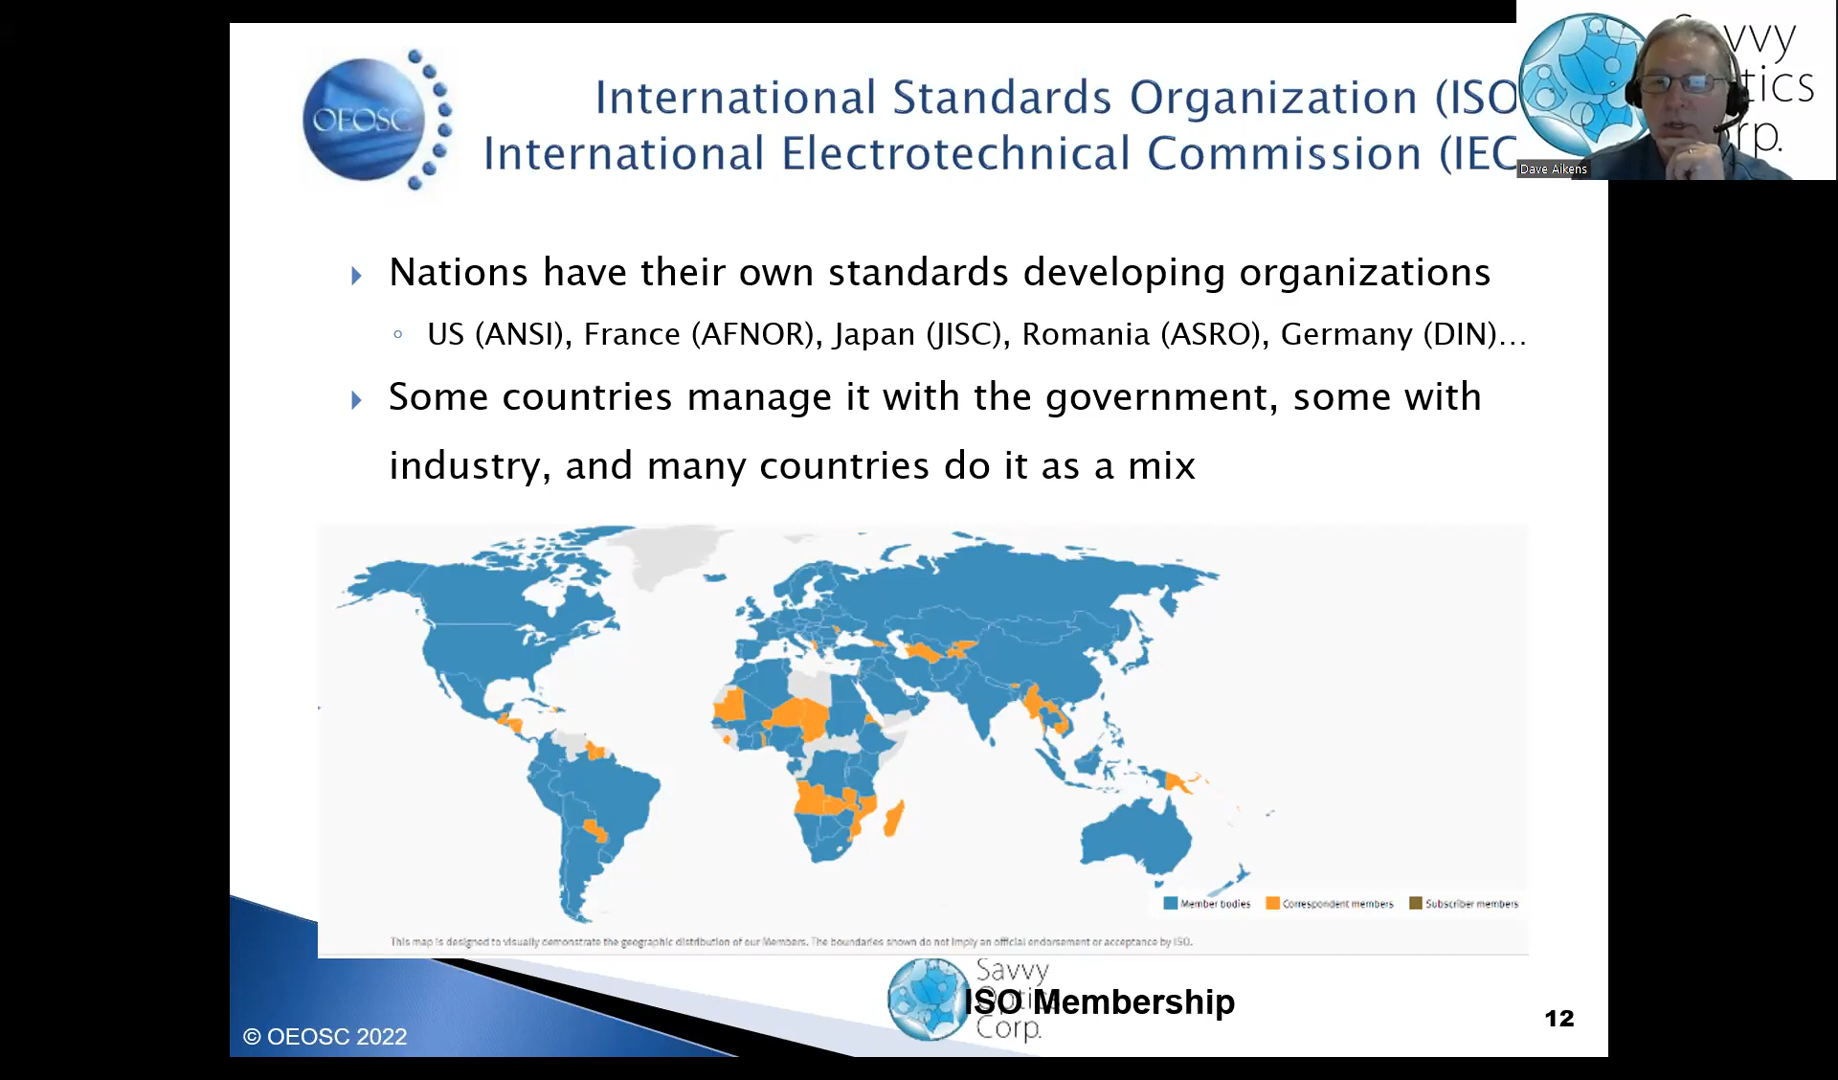 OEOSC
International Standards Organization (ISO
International Electrotechnical Commission (IEC
vvy
tics
rp.
Dave Aikens
Nations have their own standards developing organizations
US (ANSI), France (AFNOR), Japan (JISC), Romania (ASRO), Germany (DIN)...
Some countries manage it with the government, some with
industry, and many countries do it as a mix
Member bodies
Correspondent members
Subscriber members
This map is designed to visually demonstrate the geographic distribution of our Members. The boundaries shown do not imply an official endorsement or acceptance by ISO.
Savvy
Optics
Corp.
ISO Membership
12
© OEOSC 2022